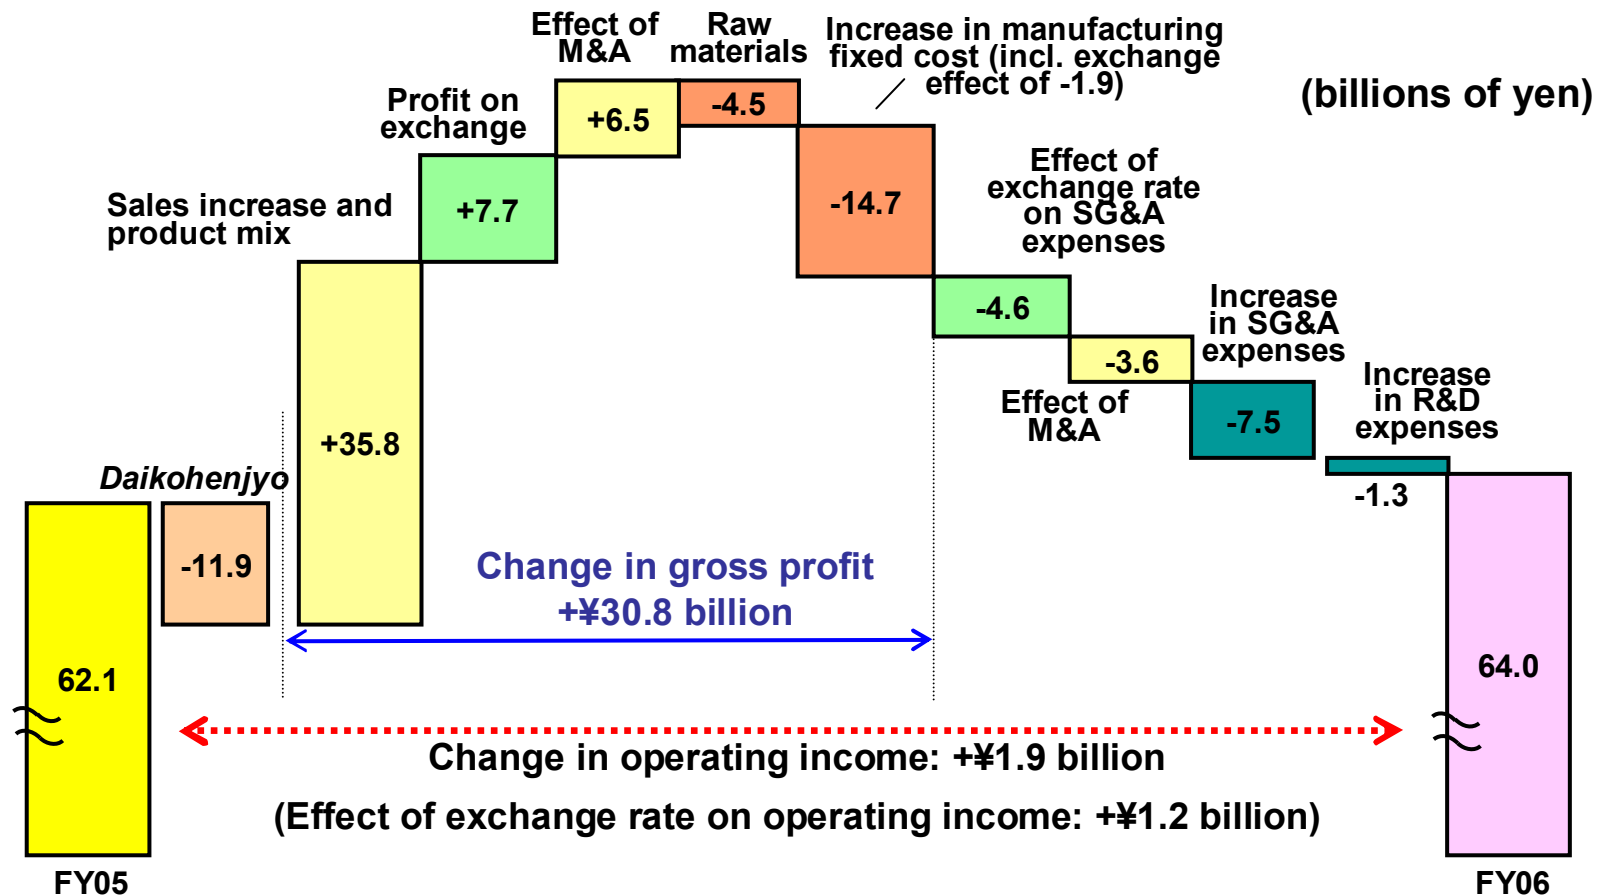 Effect of
M&A
Raw
materials
Increase in manufacturing
fixed cost (incl. exchange
effect of -1.9)
(billions of yen)
Profit on
exchange
+6.5
-4.5
Sales increase and
product mix
+7.7
-14.7
Effect of
exchange rate
on SG&A
expenses
-4.6
Increase
in SG&A
expenses
-3.6
Effect of
M&A
-7.5
Increase
in R&D
expenses
-1.3
+35.8
Daikohenjyo
-11.9
Change in gross profit
+¥30.8 billion
62.1
64.0
Change in operating income: +¥1.9 billion
(Effect of exchange rate on operating income: +¥1.2 billion)
FY05
FY06